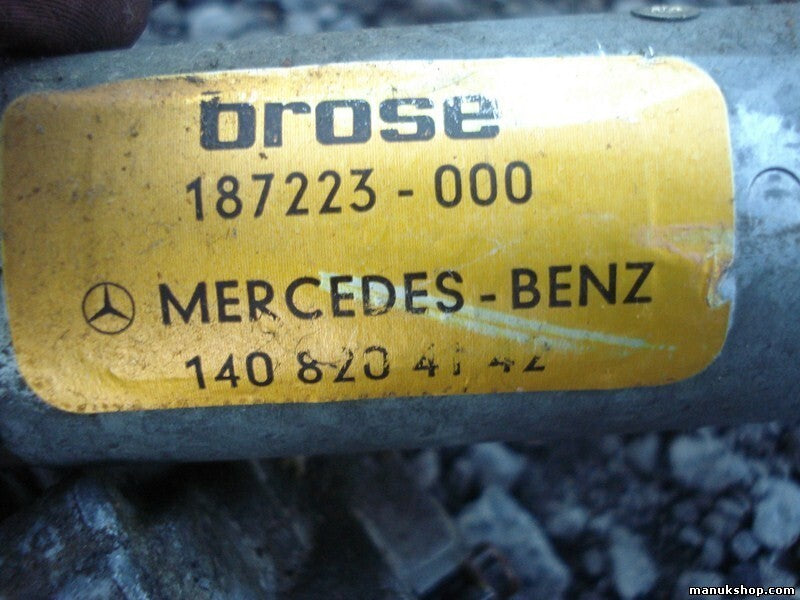 brose
187223-000
MERCEDES-BENZ
140 820 41 42
manukshop.com